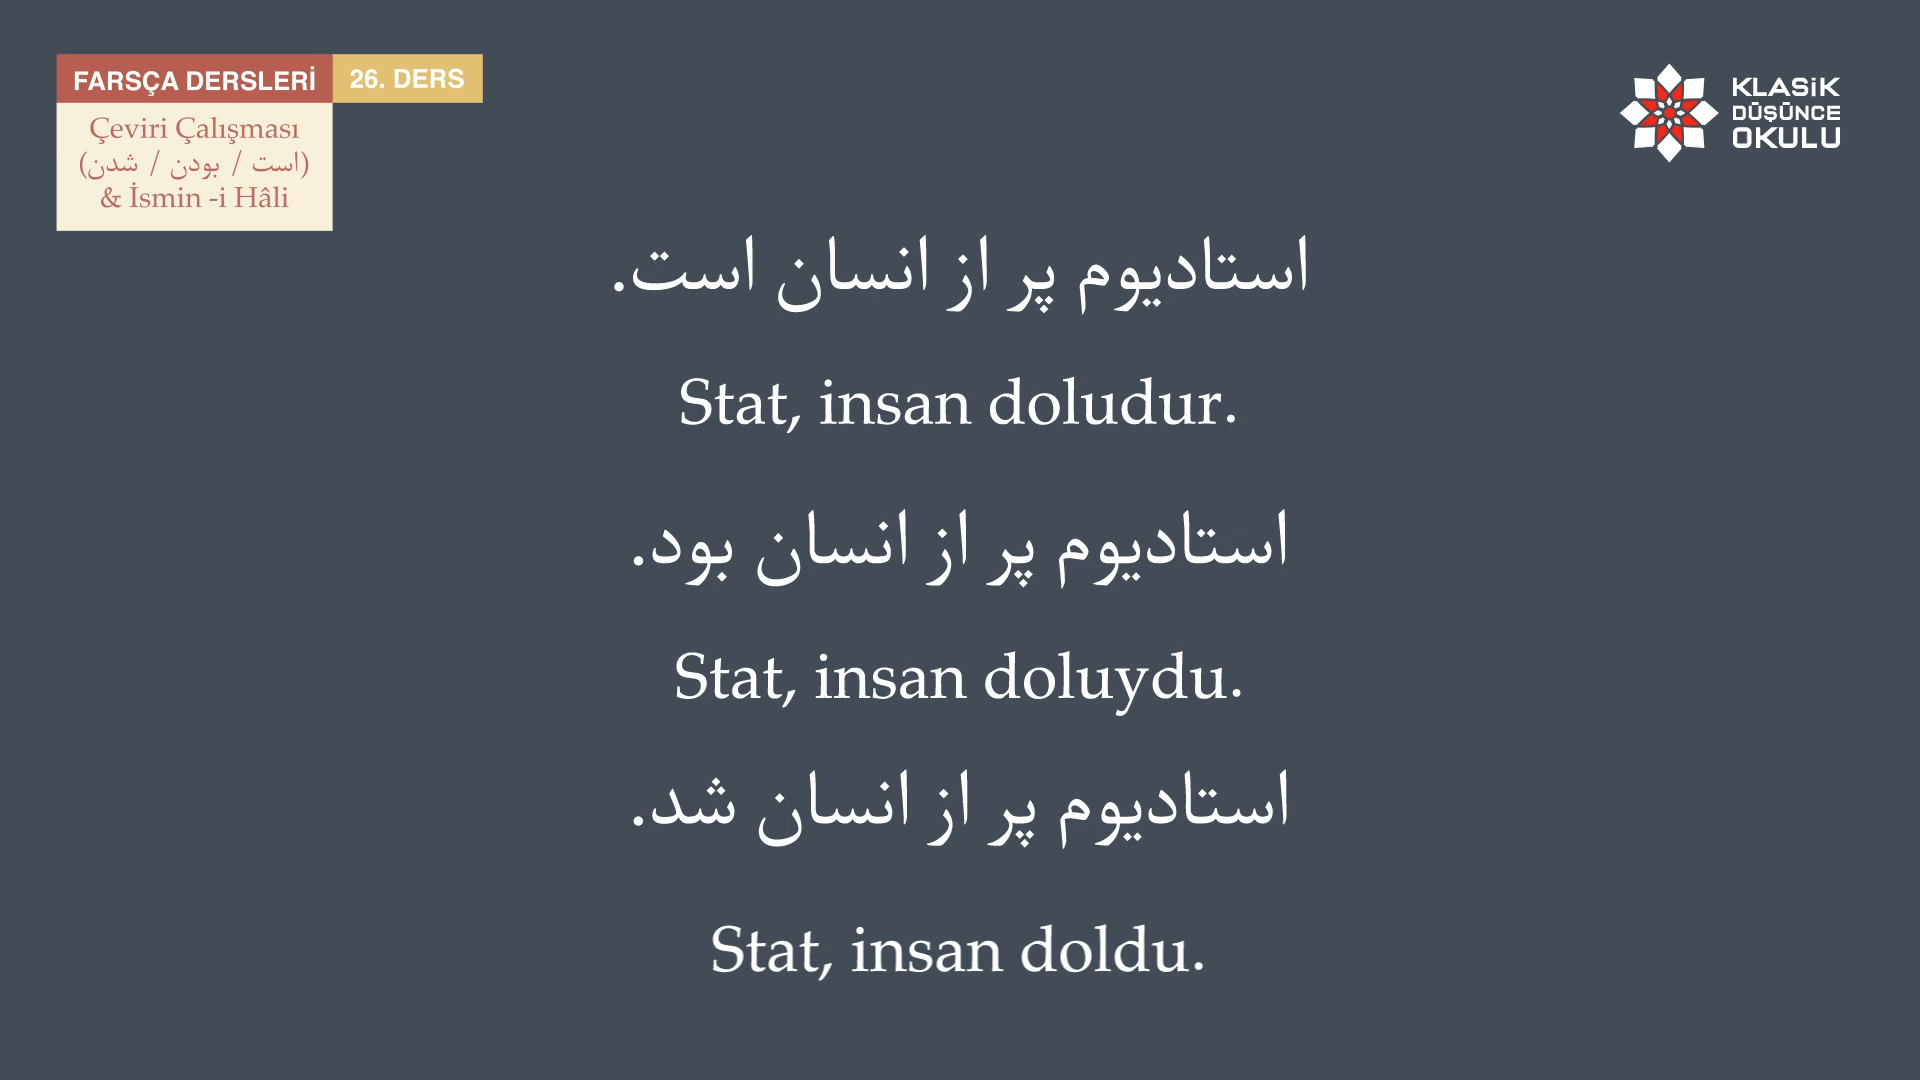 FARSÇA DERSLERİ
26. DERS
Çeviri Çalışması
(است / بودن / شدن)
& İsmin -i Hâli
KLASiK
DÜŞÜNCE
OKULU
استادیوم پر از انسان است.
Stat, insan doludur.
استادیوم پر از انسان بود.
Stat, insan doluydu.
استادیوم پر از انسان شد.
Stat, insan doldu.